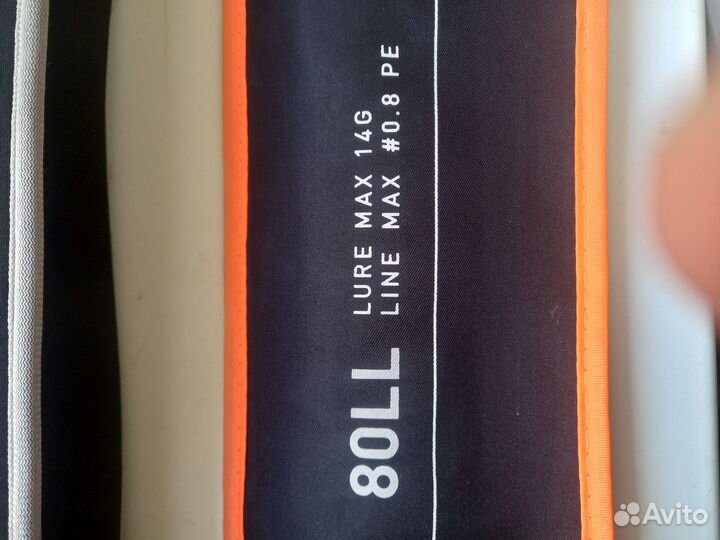 80LL
LURE MAX 14G
LINE MAX #0.8 PE
Avito